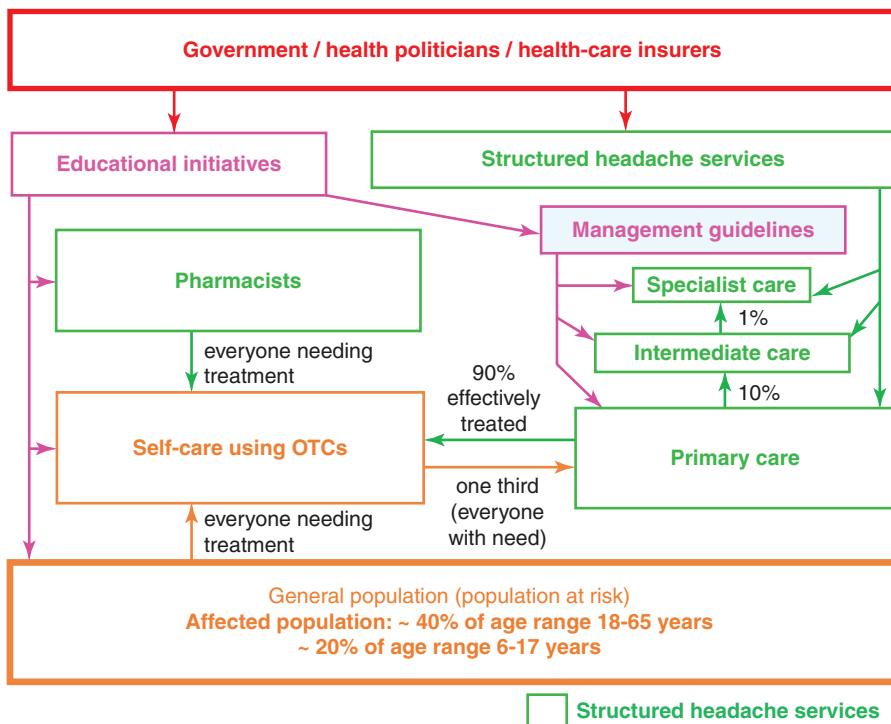 Government / health politicians / health-care insurers
Educational initiatives
Structured headache services
Management guidelines
Pharmacists
Specialist care
1%
everyone needing
treatment
Intermediate care
90%
effectively
treated
10%
Self-care using OTCs
Primary care
one third
(everyone
with need)
everyone needing
treatment
General population (population at risk)
Affected population: ~ 40% of age range 18-65 years
~ 20% of age range 6-17 years
Structured headache services